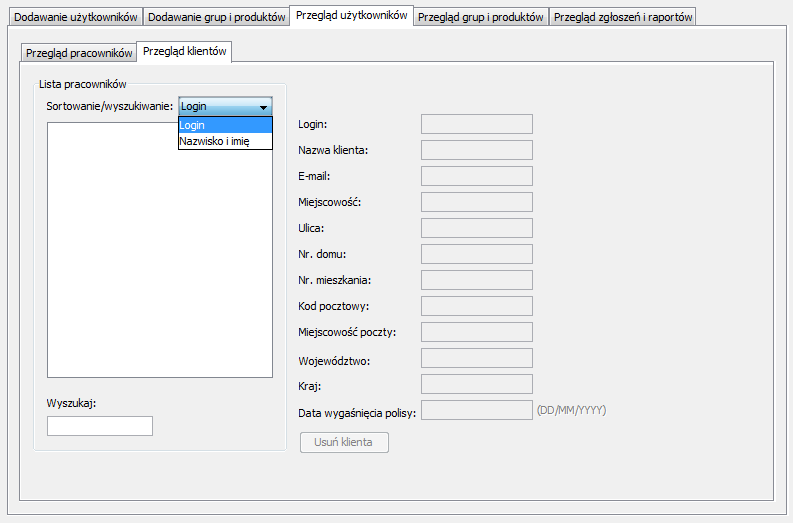 Dodawanie użytkowników Dodawanie grup i produktów Przegląd użytkowników Przegląd grup i produktów Przegląd zgłoszeń i raportów
Przegląd pracowników Przegląd klientów
Lista pracowników
Sortowanie/wyszukiwanie: Login
Login
Nazwisko i imię
Wyszukaj:
Login:
Nazwa klienta:
E-mail:
Miejscowość:
Ulica:
Nr. domu:
Nr. mieszkania:
Kod pocztowy:
Miejscowość poczty:
Województwo:
Kraj:
Data wygaśnięcia polisy: (DD/MM/YYYY)
Usuń klienta